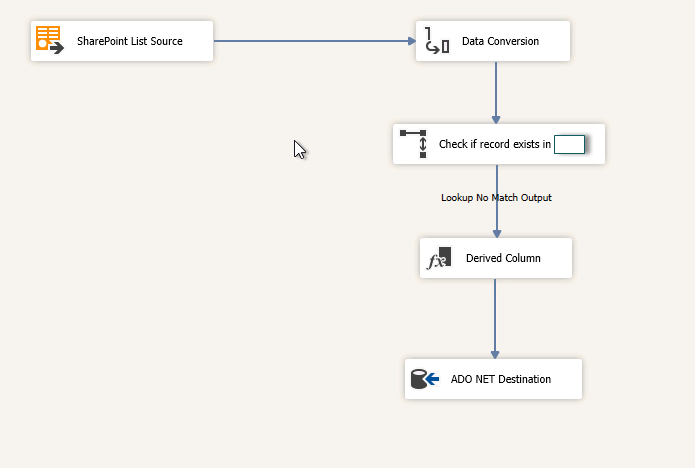 SharePoint List Source
Data Conversion
Check if record exists in
Lookup No Match Output
Derived Column
ADO NET Destination